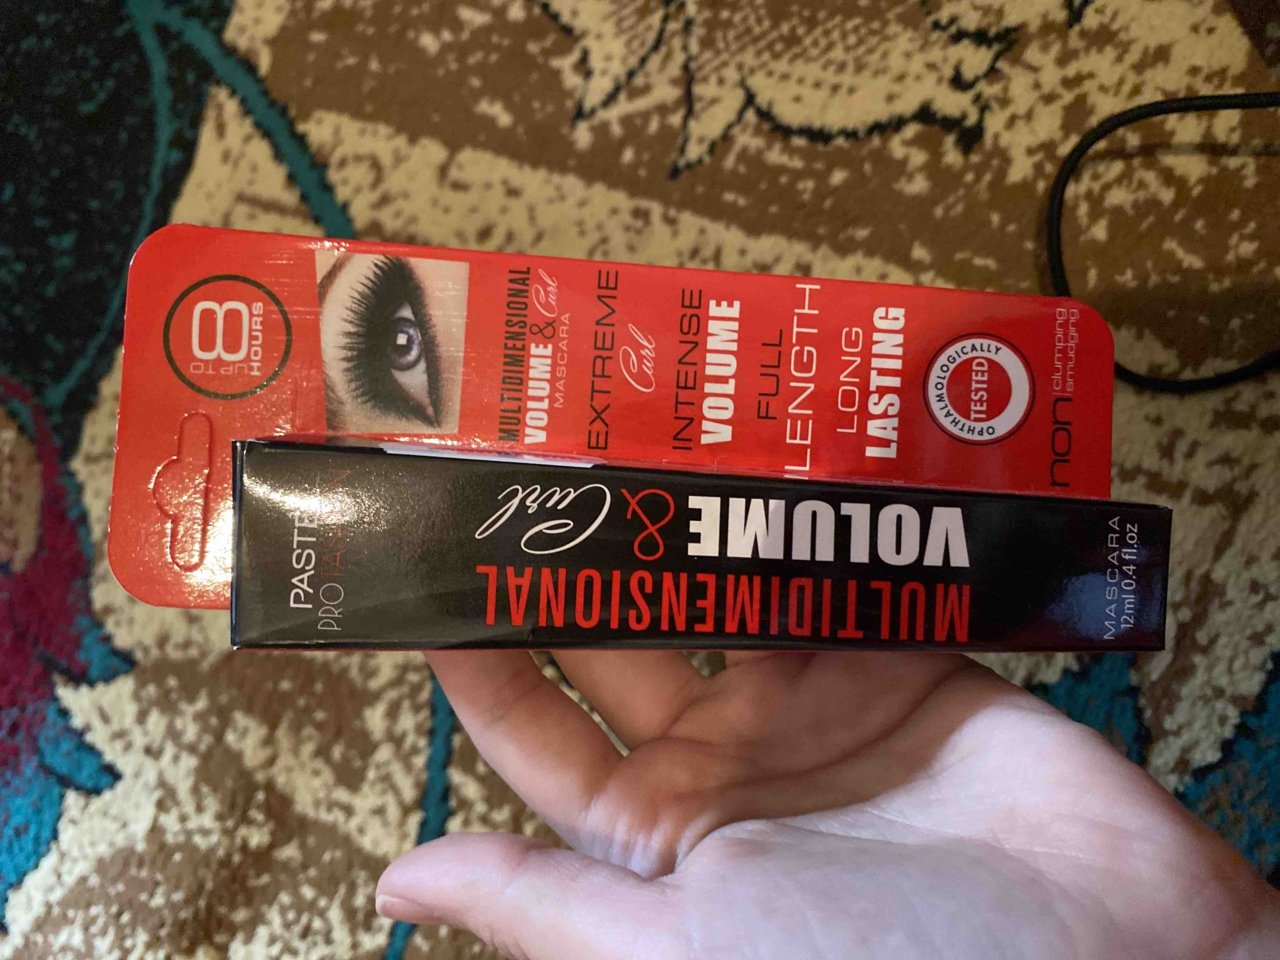 UP TO
8
HOURS
MULTIDIMENSIONAL
VOLUME & Curl
MASCARA
EXTREME
Curl
INTENSE
VOLUME
FULL
LENGTH
LONG
LASTING
OPHTHALMOLOGICALLY
TESTED
non clumping
smudging
PASTE
PRO
MULTIDIMENSIONAL
VOLUME & Curl
MASCARA
12ml 0.4 fl.oz